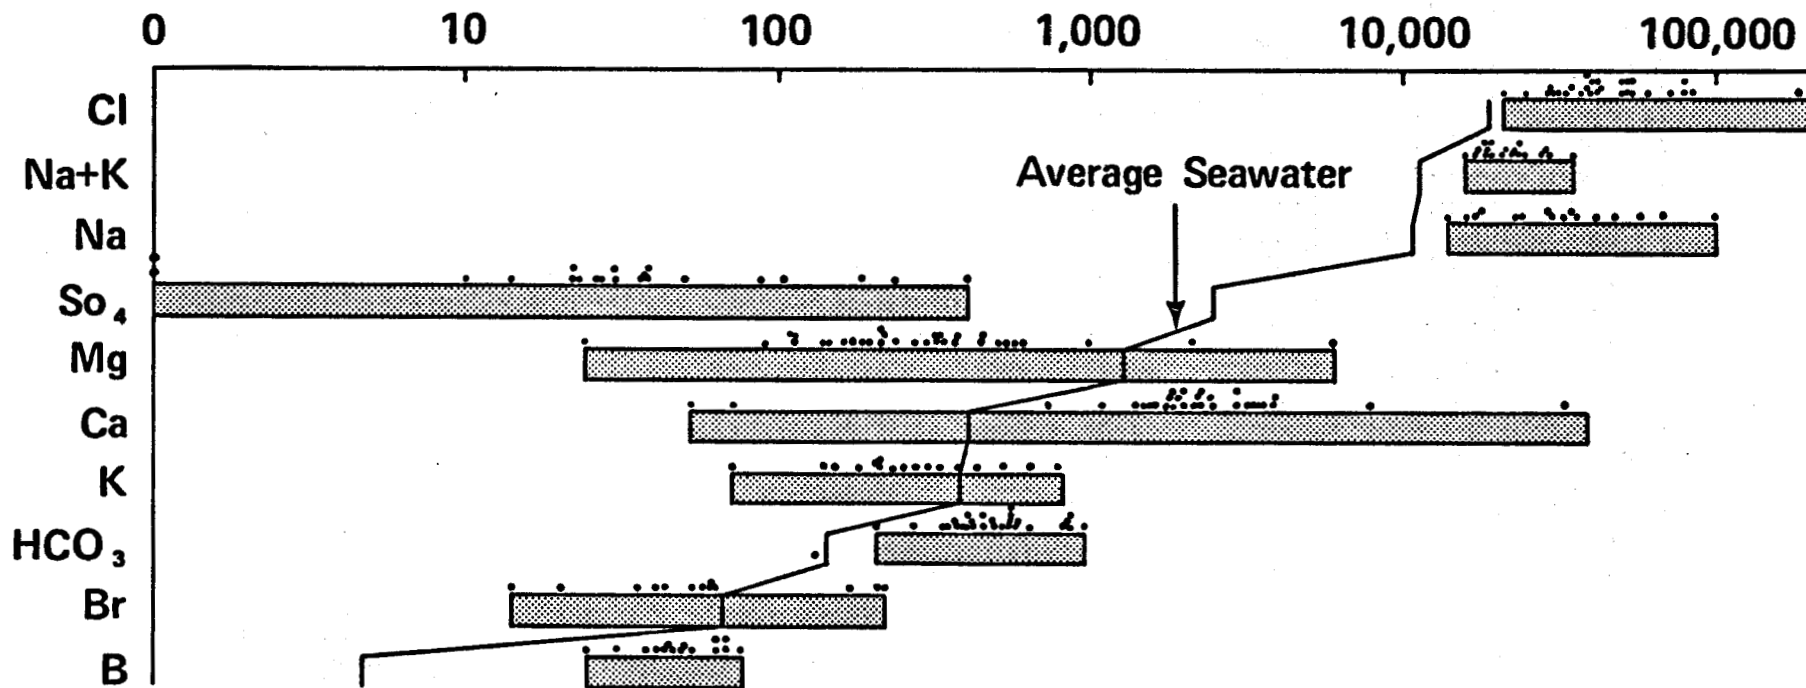 0 10 100 1,000 10,000 100,000
Cl
Na+K
Average Seawater
Na
So₄
Mg
Ca
K
HCO₃
Br
B